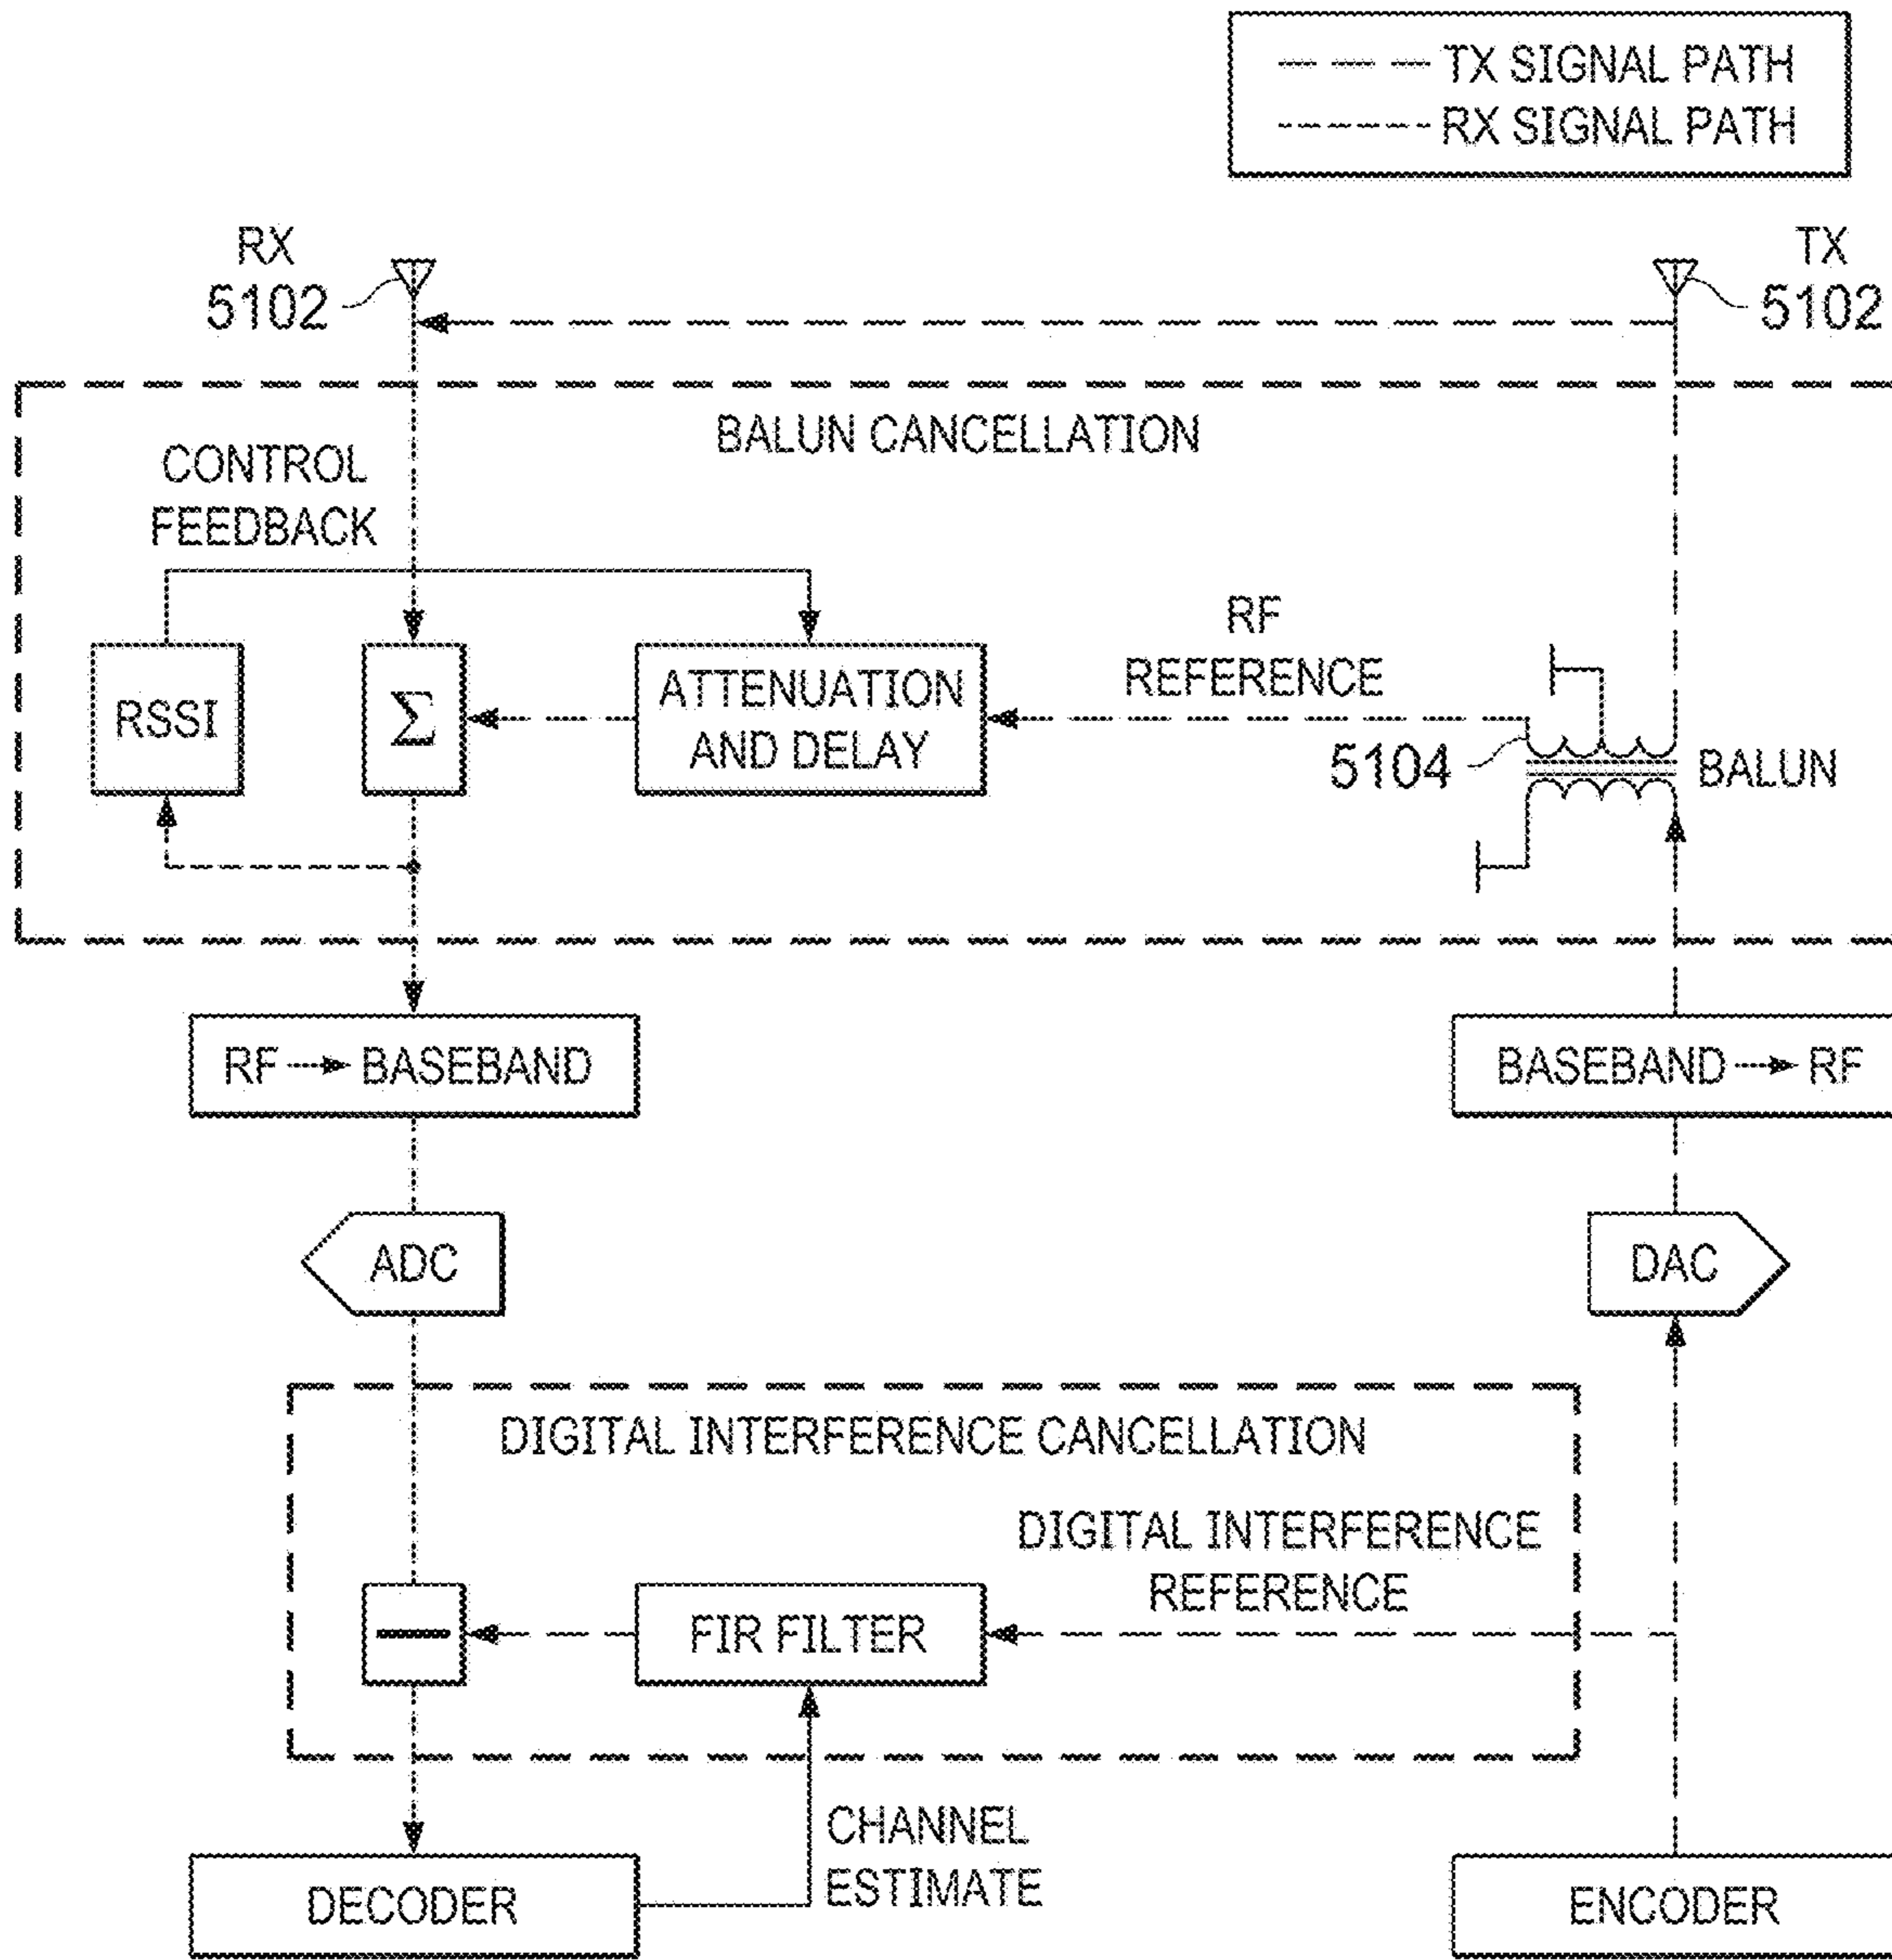 TX SIGNAL PATH
RX SIGNAL PATH
RX
5102
TX
5102
BALUN CANCELLATION
CONTROL
FEEDBACK
RF
REFERENCE
RSSI
Σ
ATTENUATION
AND DELAY
5104
BALUN
RF → BASEBAND
BASEBAND → RF
ADC
DAC
DIGITAL INTERFERENCE CANCELLATION
DIGITAL INTERFERENCE
REFERENCE
FIR FILTER
CHANNEL
ESTIMATE
DECODER
ENCODER